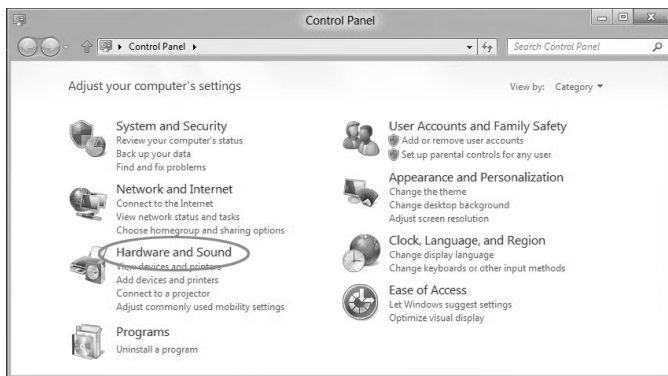 Control Panel
Control Panel
Search Control Panel
Adjust your computer's settings
View by: Category
System and Security
Review your computer's status
Back up your data
Find and fix problems
Network and Internet
Connect to the Internet
View network status and tasks
Choose homegroup and sharing options
Hardware and Sound
View devices and printers
Add devices and printers
Connect to a projector
Adjust commonly used mobility settings
Programs
Uninstall a program
User Accounts and Family Safety
Add or remove user accounts
Set up parental controls for any user
Appearance and Personalization
Change the theme
Change desktop background
Adjust screen resolution
Clock, Language, and Region
Change display language
Change keyboards or other input methods
Ease of Access
Let Windows suggest settings
Optimize visual display